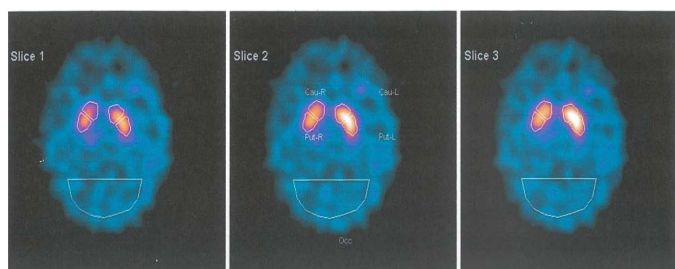 Slice 1
Slice 2
Slice 3
Cau-R
Cau-L
Put-R
Put-L
Occ